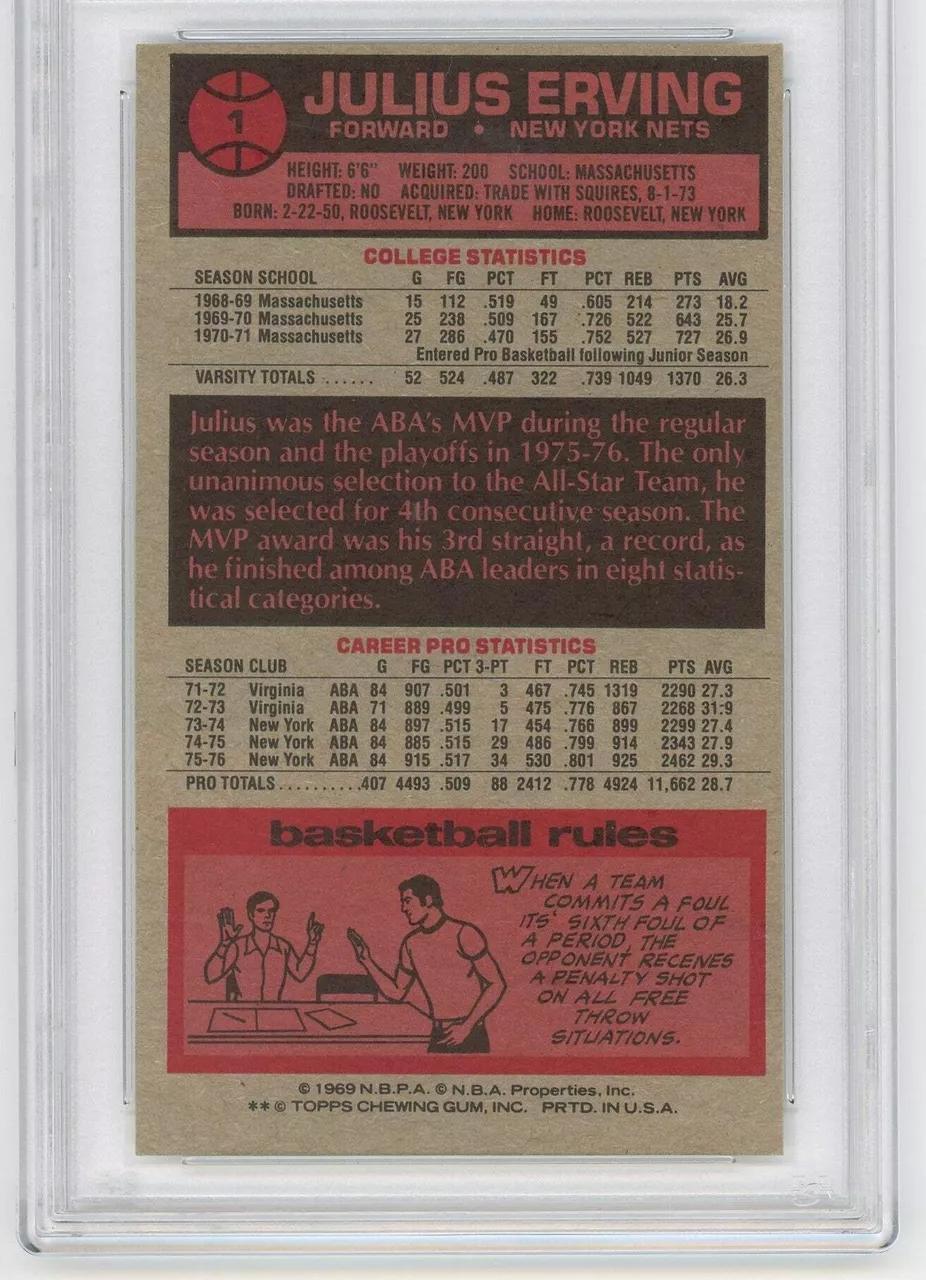 1
JULIUS ERVING
FORWARD • NEW YORK NETS
HEIGHT: 6'6" WEIGHT: 200 SCHOOL: MASSACHUSETTS
DRAFTED: NO ACQUIRED: TRADE WITH SQUIRES, 8-1-73
BORN: 2-22-50, ROOSEVELT, NEW YORK HOME: ROOSEVELT, NEW YORK
COLLEGE STATISTICS
SEASON SCHOOL G FG PCT FT PCT REB PTS AVG
1968-69 Massachusetts 15 112 .519 49 .605 214 273 18.2
1969-70 Massachusetts 25 238 .509 167 .726 522 643 25.7
1970-71 Massachusetts 27 286 .470 155 .752 527 727 26.9
Entered Pro Basketball following Junior Season
VARSITY TOTALS ...... 52 524 .487 322 .739 1049 1370 26.3
Julius was the ABA's MVP during the regular
season and the playoffs in 1975-76. The only
unanimous selection to the All-Star Team, he
was selected for 4th consecutive season. The
MVP award was his 3rd straight, a record, as
he finished among ABA leaders in eight statis-
tical categories.
CAREER PRO STATISTICS
SEASON CLUB G FG PCT 3-PT FT PCT REB PTS AVG
71-72 Virginia ABA 84 907 .501 3 467 .745 1319 2290 27.3
72-73 Virginia ABA 71 889 .499 5 475 .776 867 2268 31.9
73-74 New York ABA 84 897 .515 17 454 .766 899 2299 27.4
74-75 New York ABA 84 885 .515 29 486 .799 914 2343 27.9
75-76 New York ABA 84 915 .517 34 530 .801 925 2462 29.3
PRO TOTALS..........407 4493 .509 88 2412 .778 4924 11,662 28.7
basketball rules
WHEN A TEAM
COMMITS A FOUL
ITS' SIXTH FOUL OF
A PERIOD, THE
OPPONENT RECEIVES
A PENALTY SHOT
ON ALL FREE
THROW
SITUATIONS.
© 1969 N.B.P.A. © N.B.A. Properties, Inc.
** © TOPPS CHEWING GUM, INC. PRTD. IN U.S.A.